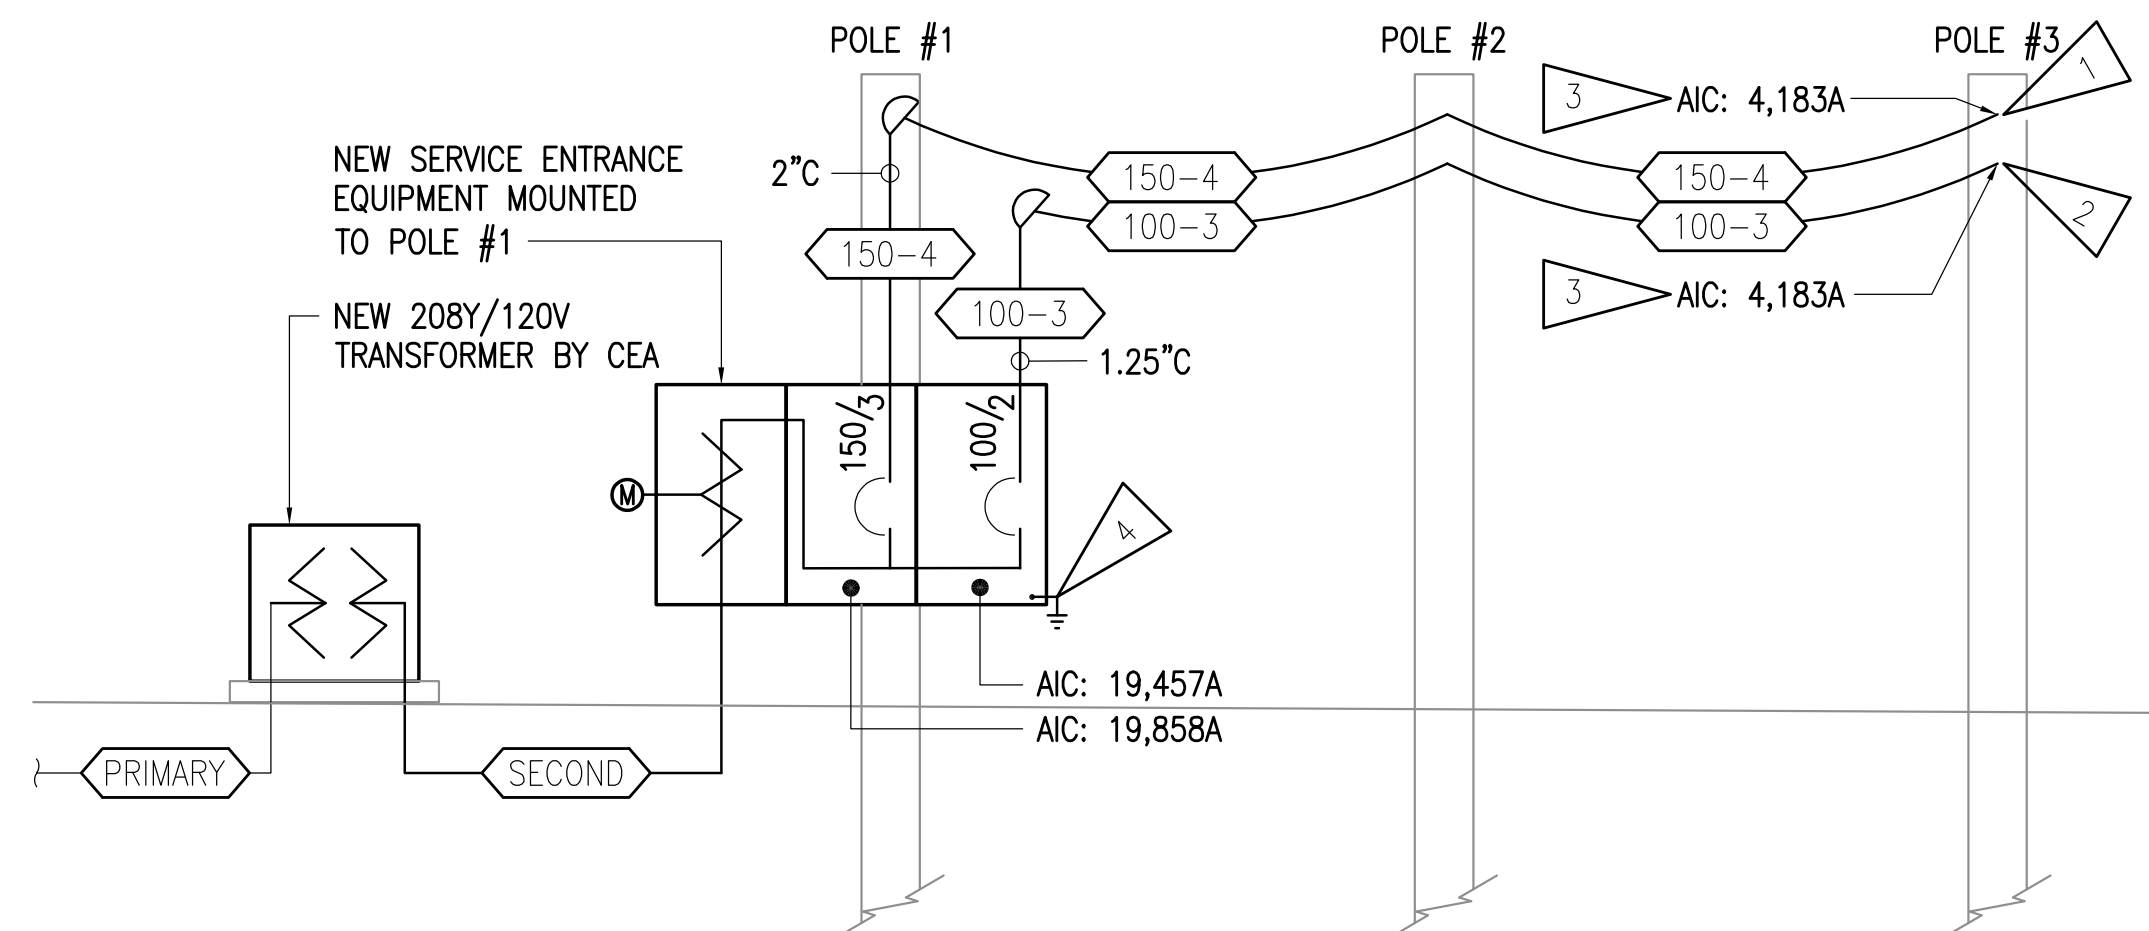 POLE #1
POLE #2
POLE #3
1
3
AIC: 4,183A
NEW SERVICE ENTRANCE
EQUIPMENT MOUNTED
TO POLE #1
2"C
150-4
150-4
100-3
100-3
2
150-4
3
AIC: 4,183A
100-3
NEW 208Y/120V
TRANSFORMER BY CEA
1.25"C
150/3
100/2
M
4
AIC: 19,457A
AIC: 19,858A
PRIMARY
SECOND